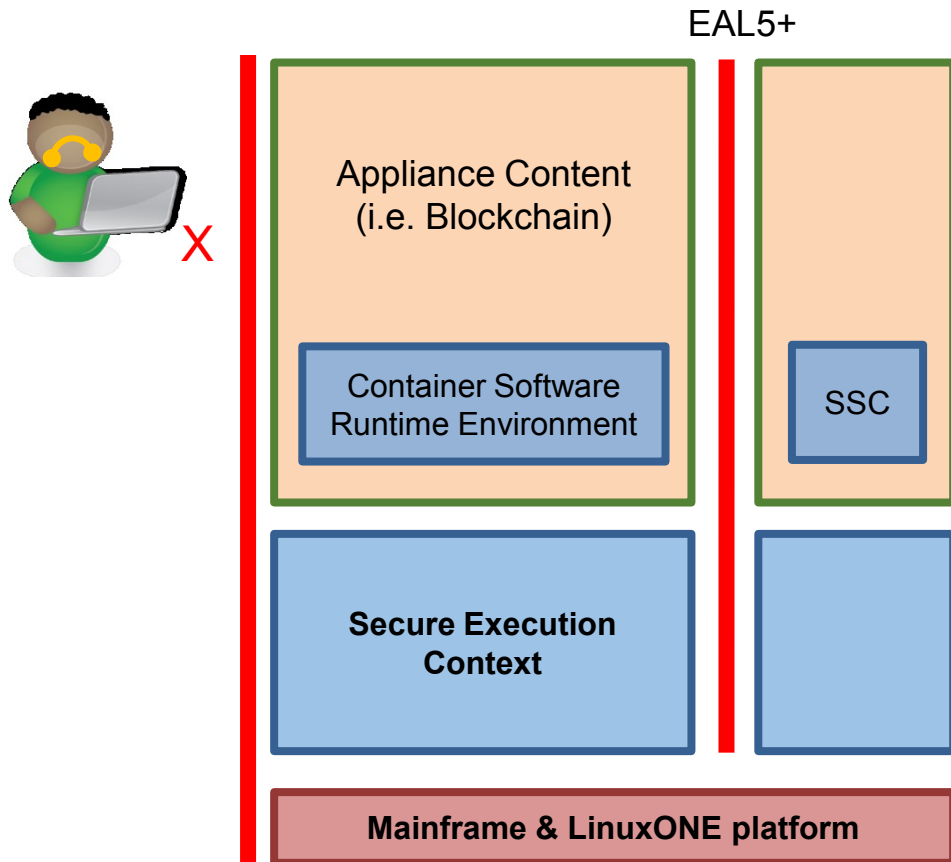 EAL5+
X
Appliance Content
(i.e. Blockchain)
Container Software
Runtime Environment
SSC
Secure Execution
Context
Mainframe & LinuxONE platform